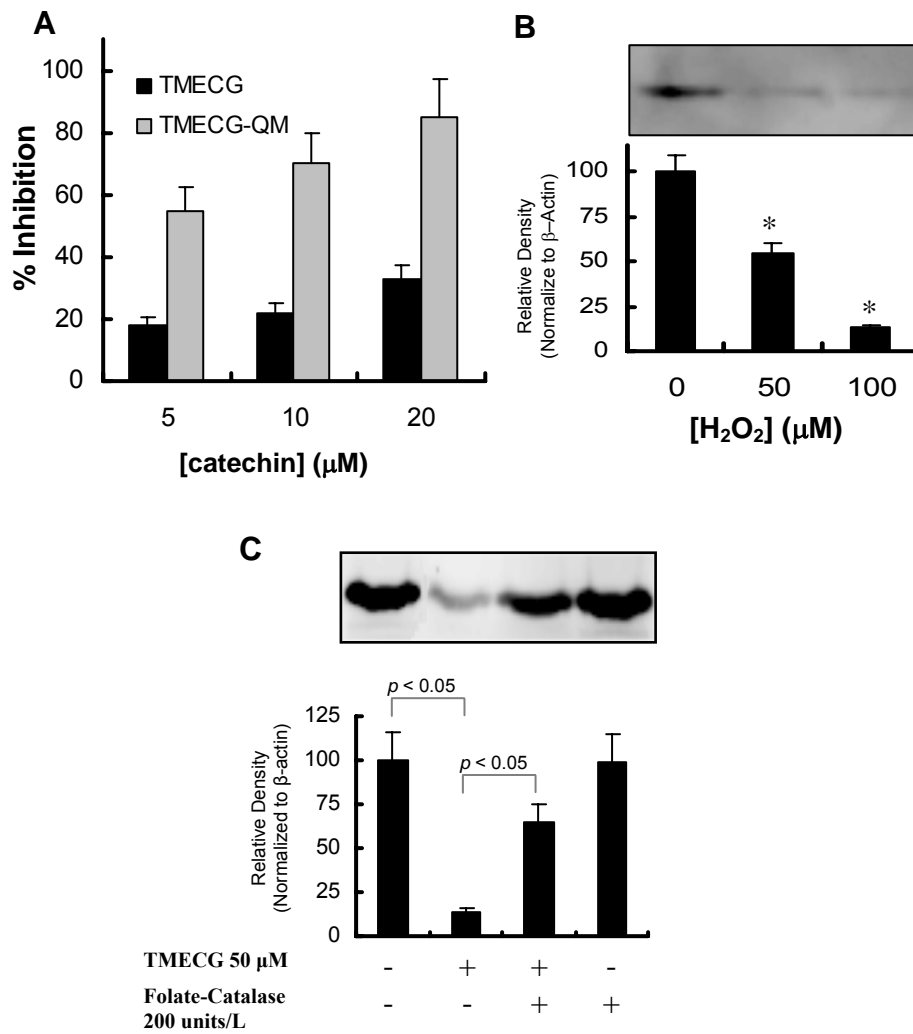 A
100
80
60
40
20
0
% Inhibition
TMECG
TMECG-QM
5 10 20
[catechin] (μM)
B
100
75
50
25
0
Relative Density
(Normalize to β–Actin)
*
*
0 50 100
[H₂O₂] (μM)
C
125
100
75
50
25
0
Relative Density
(Normalized to β-actin)
p < 0.05
p < 0.05
TMECG 50 μM - + + -
Folate-Catalase - - + +
200 units/L